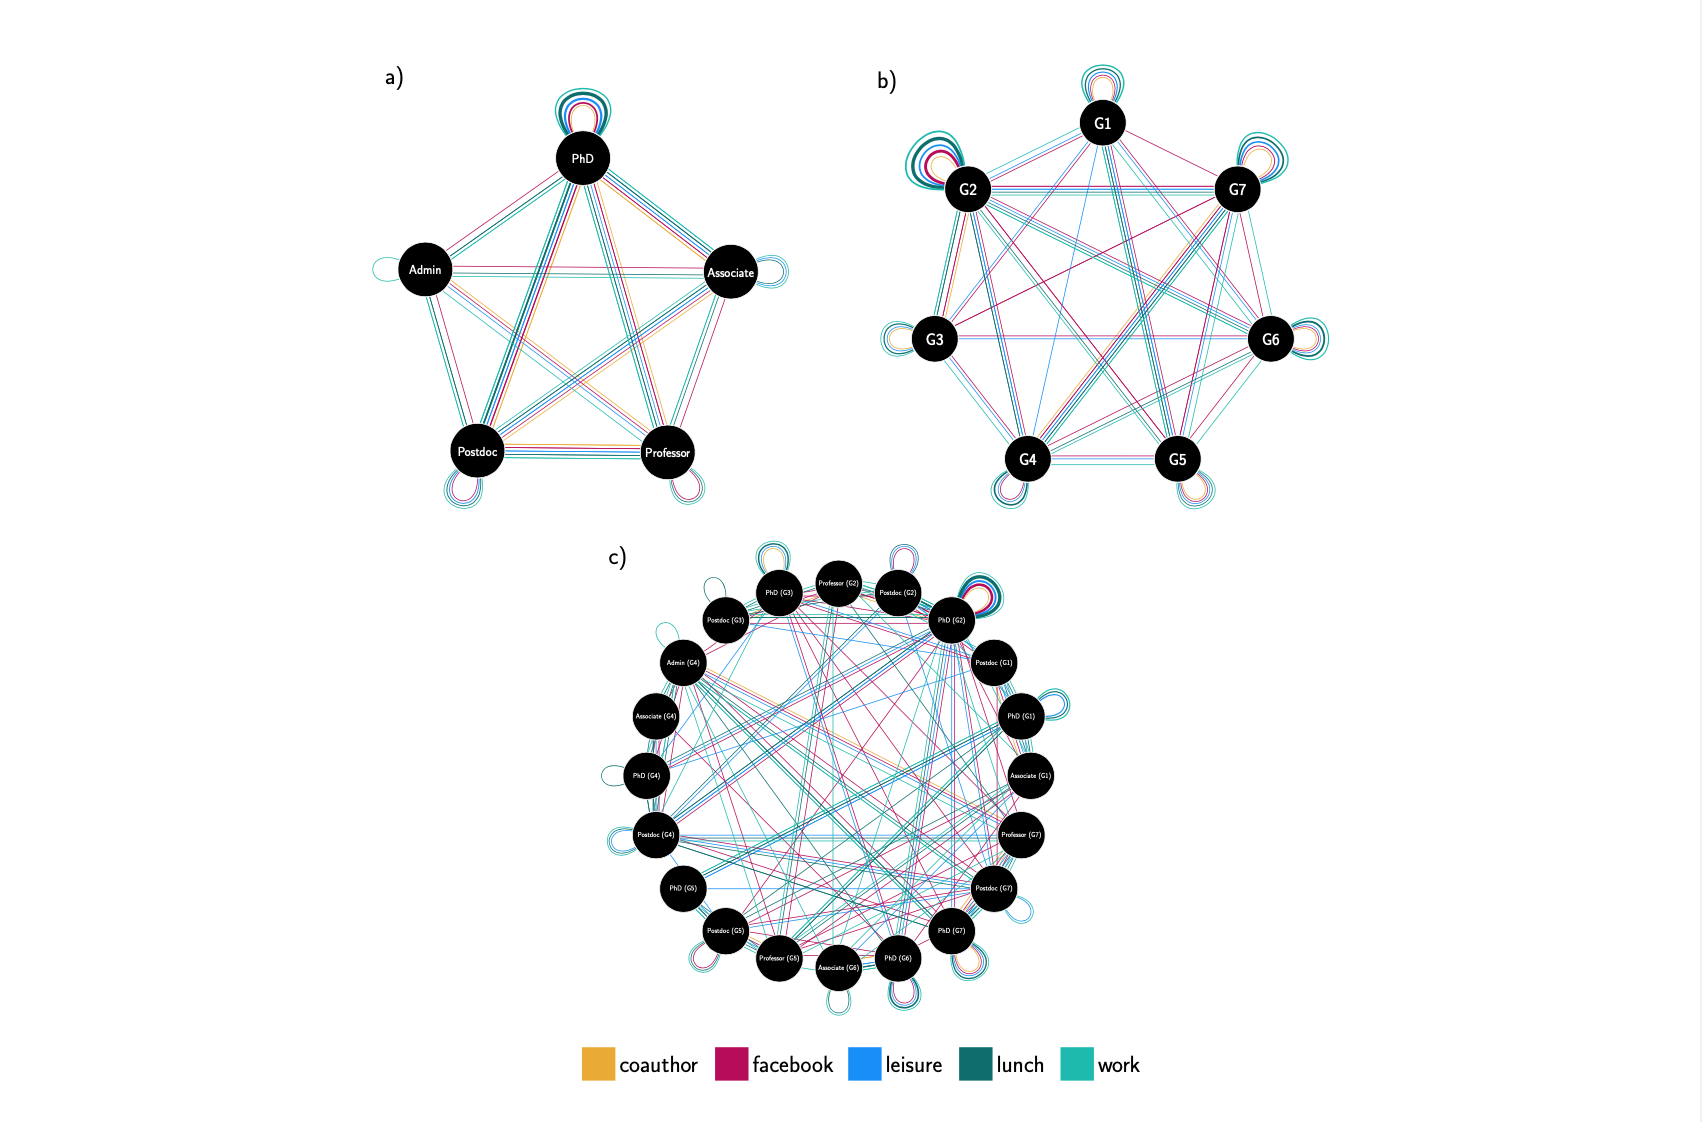 a)
PhD
Admin
Associate
Postdoc
Professor
b)
G1
G2
G7
G3
G6
G4
G5
c)
Professor (G2)
PhD (G3)
Postdoc (G2)
Postdoc (G3)
PhD (G2)
Admin (G4)
Postdoc (G1)
Associate (G4)
PhD (G1)
PhD (G4)
Associate (G1)
Postdoc (G4)
Professor (G7)
PhD (G5)
Postdoc (G7)
Postdoc (G5)
PhD (G7)
Professor (G5)
PhD (G6)
Associate (G6)
coauthor facebook leisure lunch work